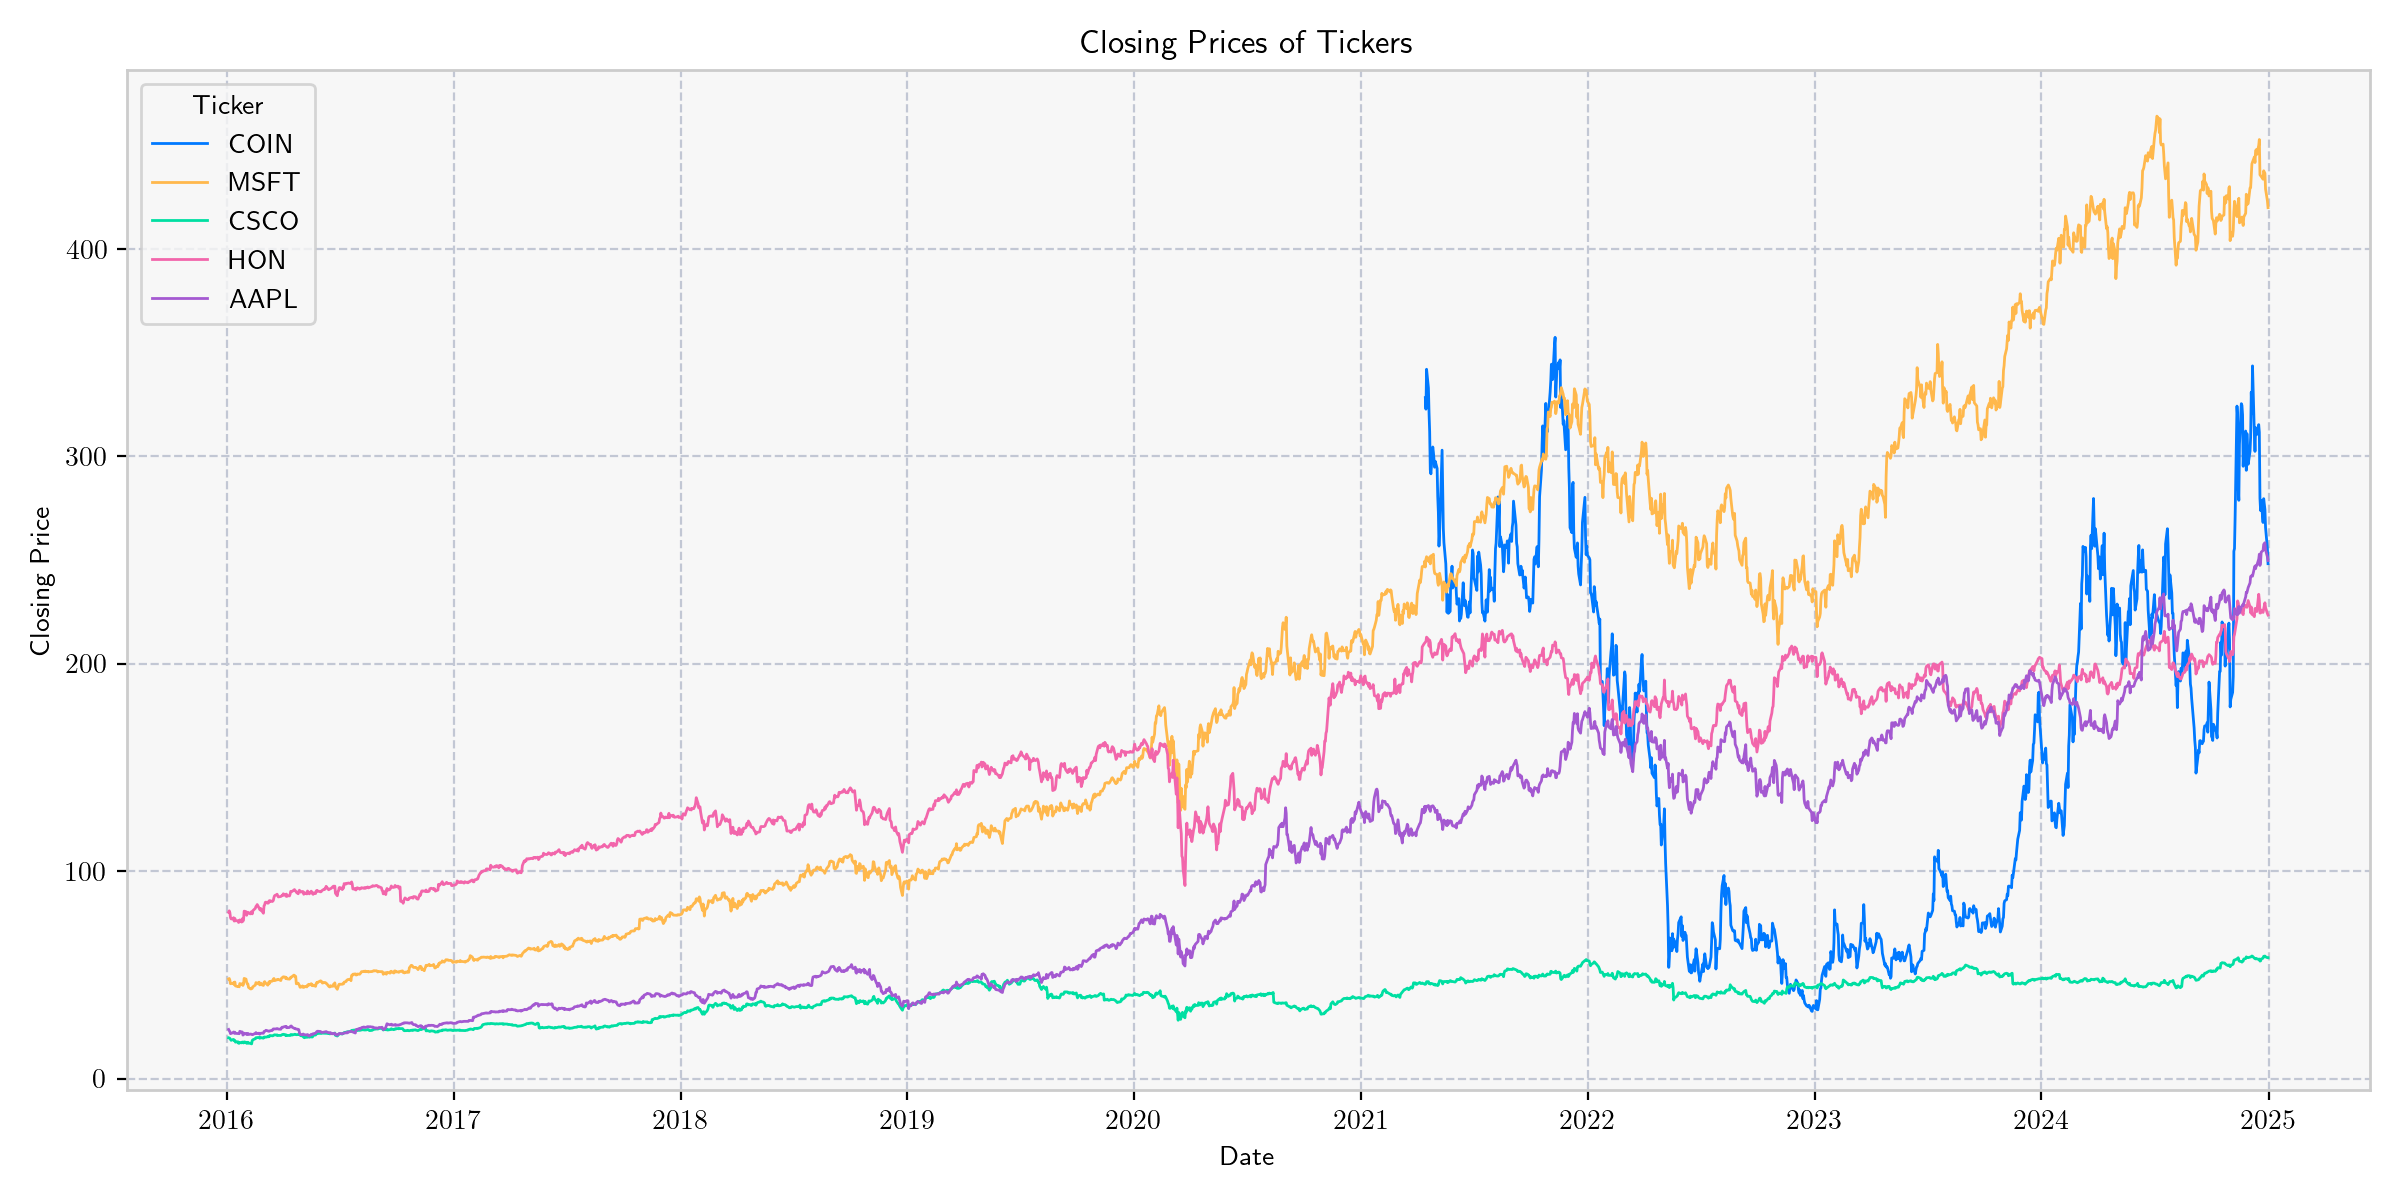 Closing Prices of Tickers
Ticker
COIN
MSFT
CSCO
HON
AAPL
Closing Price
400
300
200
100
0
2016 2017 2018 2019 2020 2021 2022 2023 2024 2025
Date